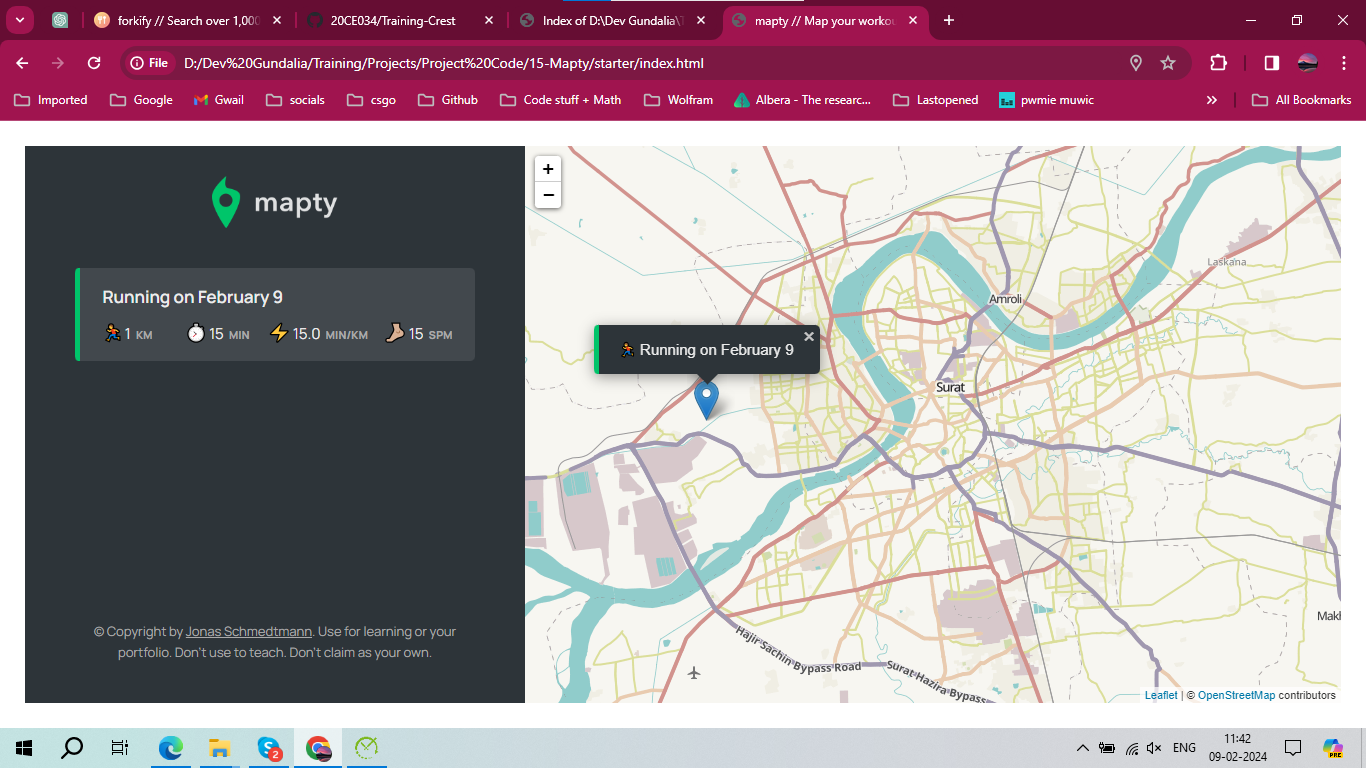 forkify // Search over 1,000
20CE034/Training-Crest
Index of D:\Dev Gundalia\T
mapty // Map your workou
File
D:/Dev%20Gundalia/Training/Projects/Project%20Code/15-Mapty/starter/index.html
Imported
Google
Gwail
socials
csgo
Github
Code stuff + Math
Wolfram
Albera - The researc...
Lastopened
pwmie muwic
»
All Bookmarks
mapty
Running on February 9
1 KM 15 MIN 15.0 MIN/KM 15 SPM
© Copyright by Jonas Schmedtmann. Use for learning or your
portfolio. Don't use to teach. Don't claim as your own.
+
−
Laskana
Amroli
Running on February 9
×
Surat
Makh
Hajir Sachin Bypass Road
Surat Hazira Bypass
Leaflet | © OpenStreetMap contributors
2
ENG
11:42
09-02-2024
PRE